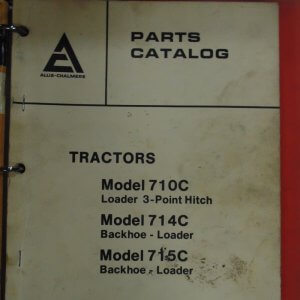 PARTS
CATALOG
ALLIS-CHALMERS
TRACTORS
Model 710C
Loader 3-Point Hitch
Model 714C
Backhoe - Loader
Model 715C
Backhoe - Loader